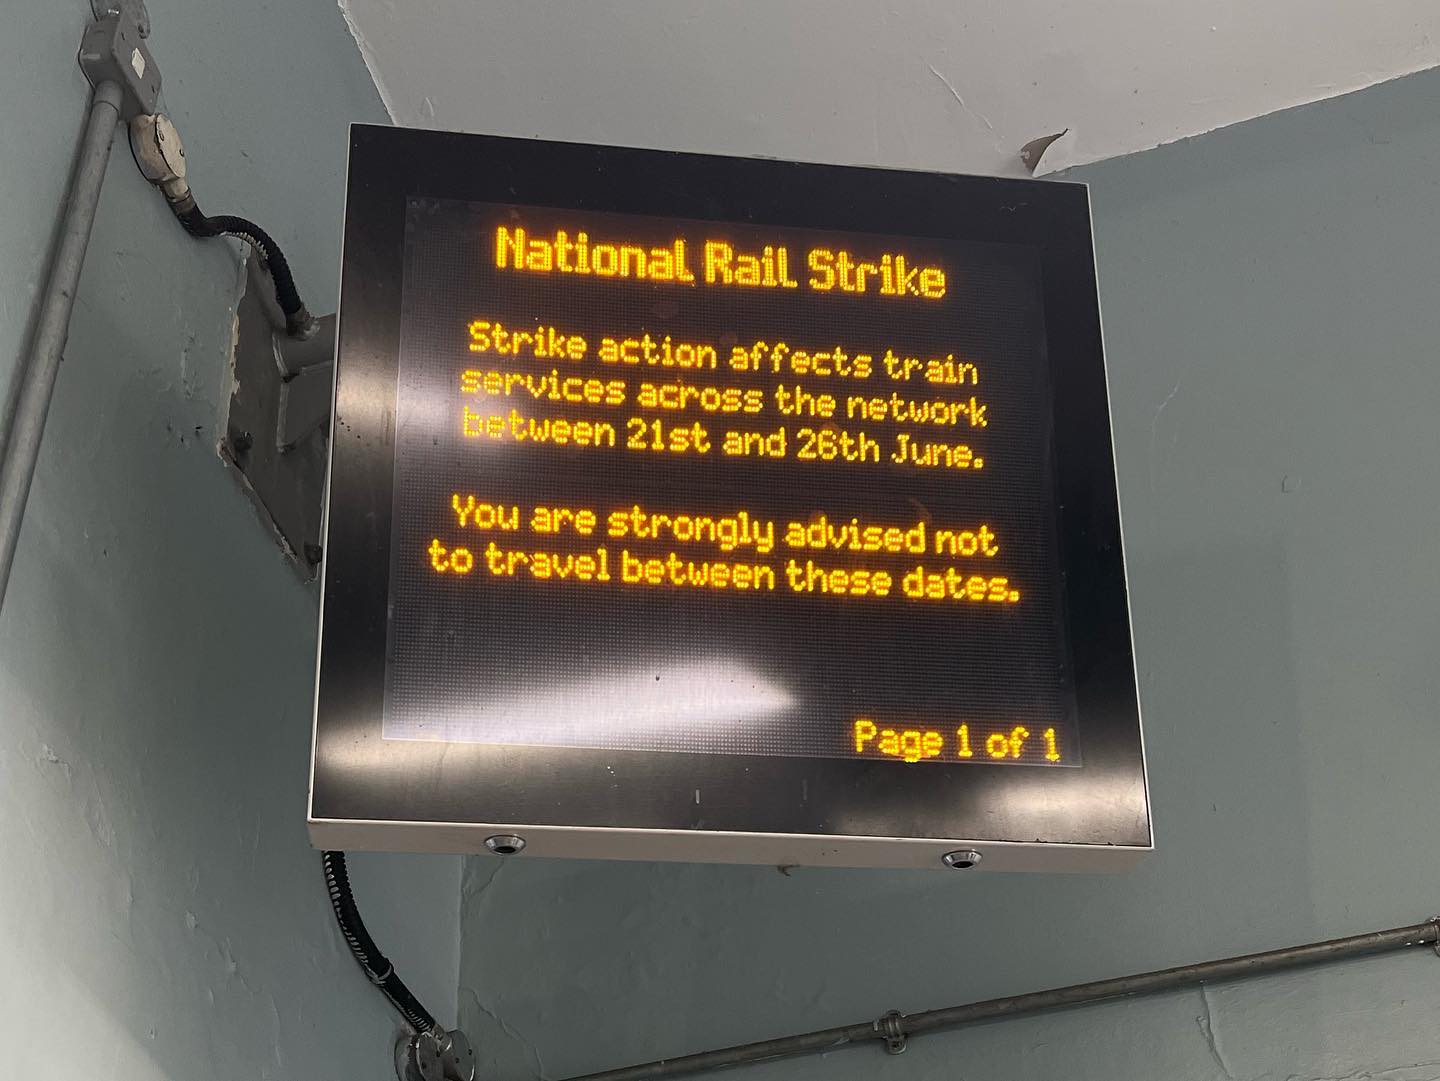 National Rail Strike
Strike action affects train
services across the network
between 21st and 26th June.
You are strongly advised not
to travel between these dates.
Page 1 of 1